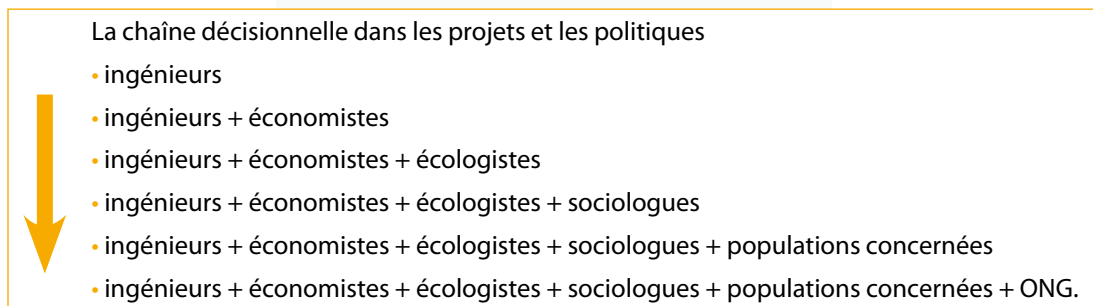 La chaîne décisionnelle dans les projets et les politiques
• ingénieurs
• ingénieurs + économistes
• ingénieurs + économistes + écologistes
• ingénieurs + économistes + écologistes + sociologues
• ingénieurs + économistes + écologistes + sociologues + populations concernées
• ingénieurs + économistes + écologistes + sociologues + populations concernées + ONG.